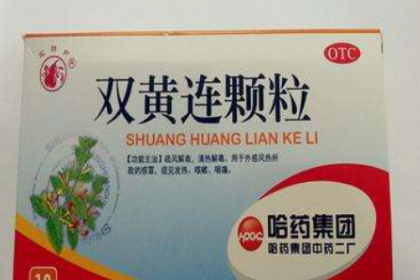 OTC
双黄连颗粒
SHUANG HUANG LIAN KE LI
【功能主治】疏风解表，清热解毒。用于外感风热所
致的感冒，症见发热、咳嗽、咽痛。
哈药集团
哈药集团中药二厂
HPGC
10